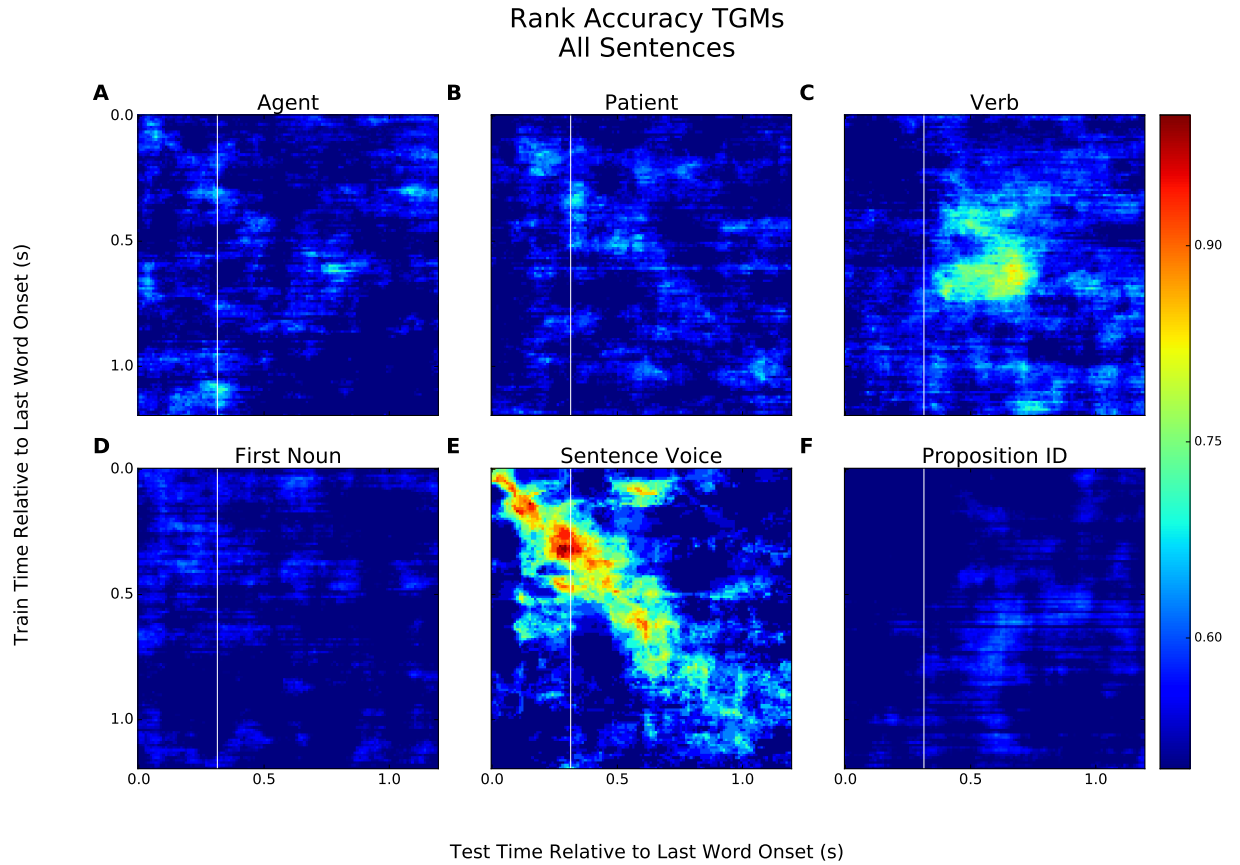 Rank Accuracy TGMs
All Sentences
A
Agent
B
Patient
C
Verb
0.0
0.5
1.0
0.90
0.75
0.60
D
First Noun
E
Sentence Voice
F
Proposition ID
0.0
0.5
1.0
0.0
0.5
1.0
0.0
0.5
1.0
0.0
0.5
1.0
Train Time Relative to Last Word Onset (s)
Test Time Relative to Last Word Onset (s)